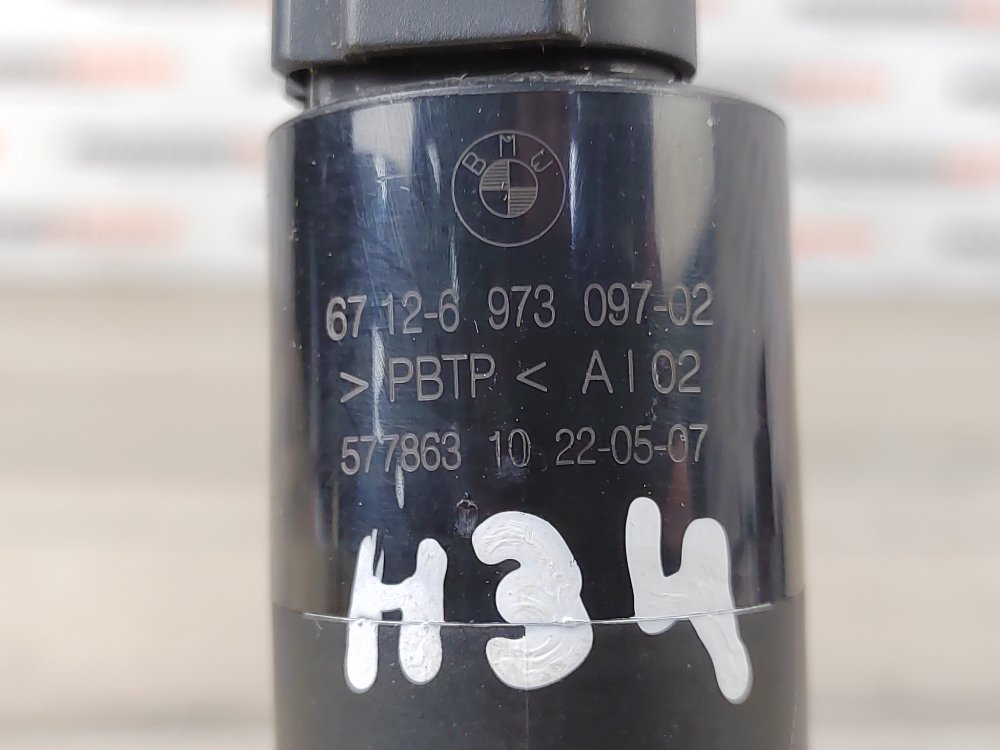 BMW
67 12-6 973 097-02
> PBTP < A I 02
577863 10 22-05-07
H34